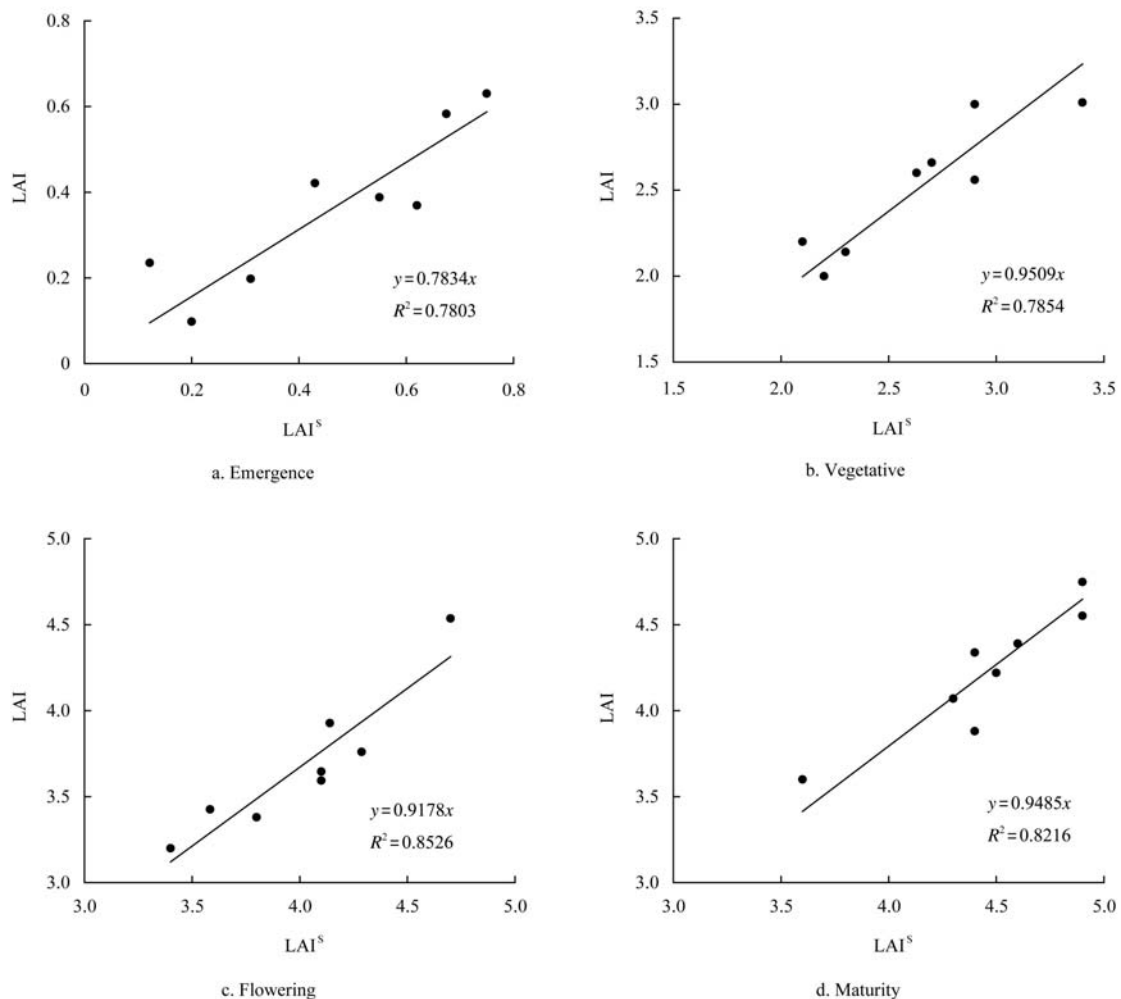 0.8
0.6
LAI
0.4
0.2
0
y=0.7834x
R²=0.7803
0 0.2 0.4 0.6 0.8
LAI^S
a. Emergence
3.5
3.0
LAI
2.5
2.0
1.5
y=0.9509x
R²=0.7854
1.5 2.0 2.5 3.0 3.5
LAI^S
b. Vegetative
5.0
4.5
LAI
4.0
3.5
3.0
y=0.9178x
R²=0.8526
3.0 3.5 4.0 4.5 5.0
LAI^S
c. Flowering
5.0
4.5
LAI
4.0
3.5
3.0
y=0.9485x
R²=0.8216
3.0 3.5 4.0 4.5 5.0
LAI^S
d. Maturity